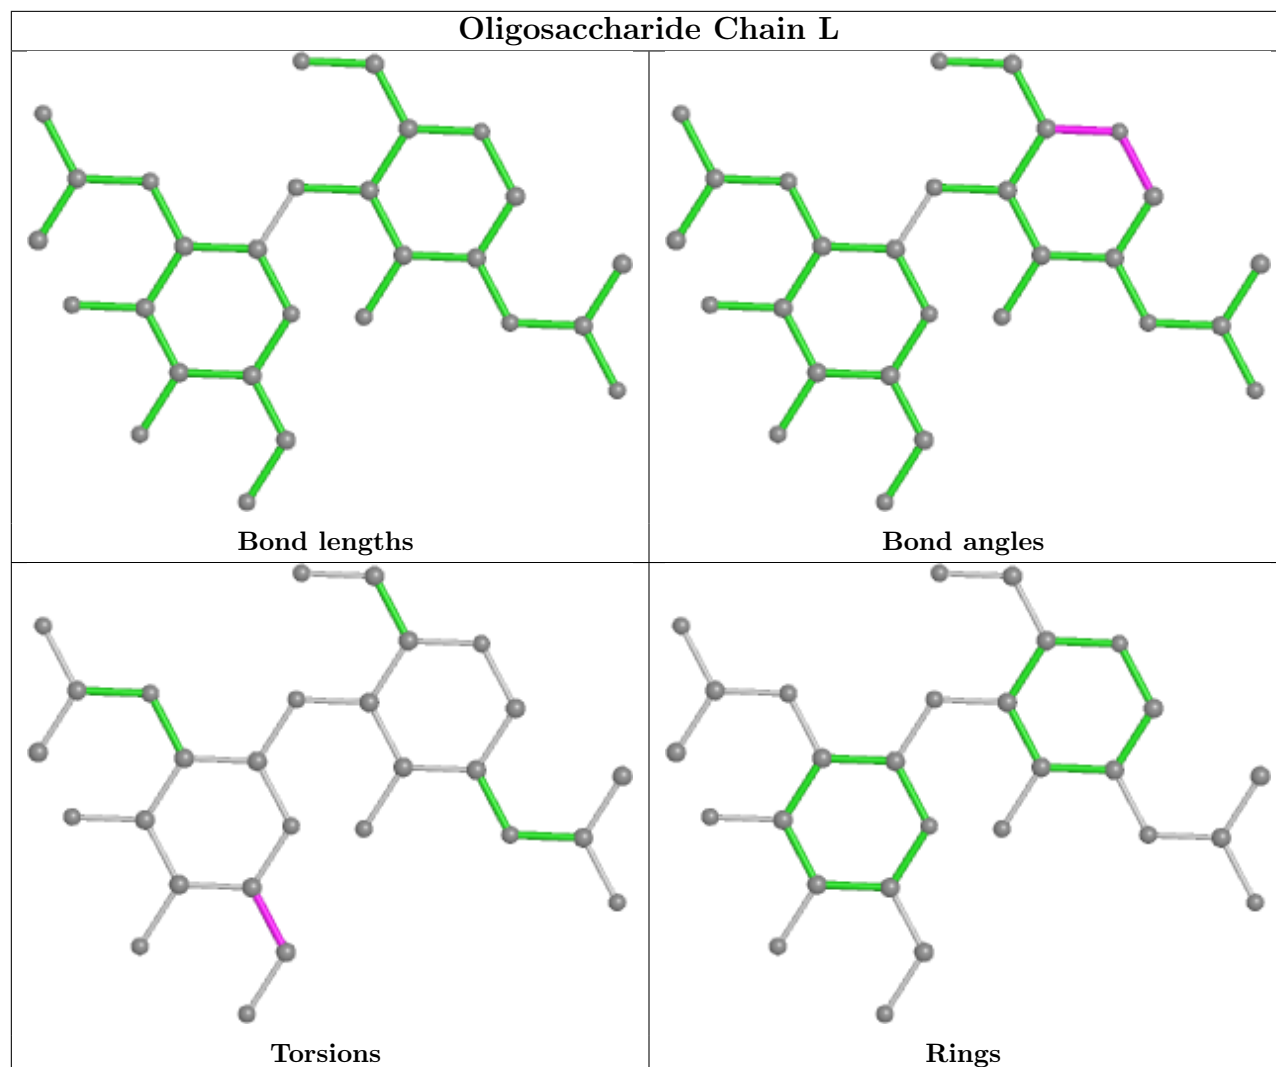 Oligosaccharide Chain L
Bond lengths
Bond angles
Torsions
Rings